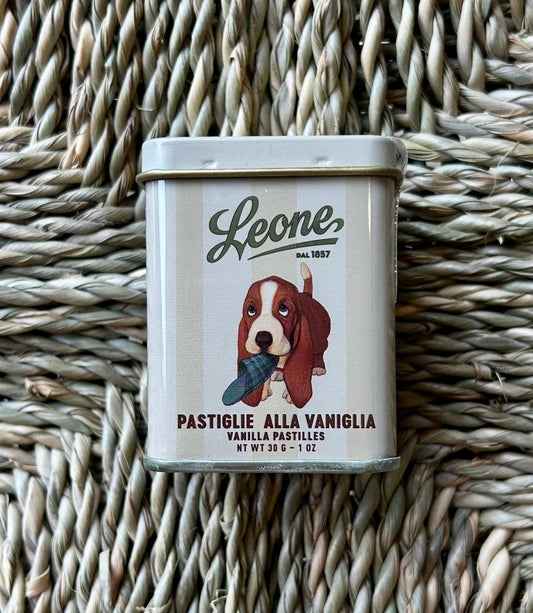 Leone
DAL 1857
PASTIGLIE ALLA VANIGLIA
VANILLA PASTILLES
NT WT 30 G – 1 OZ